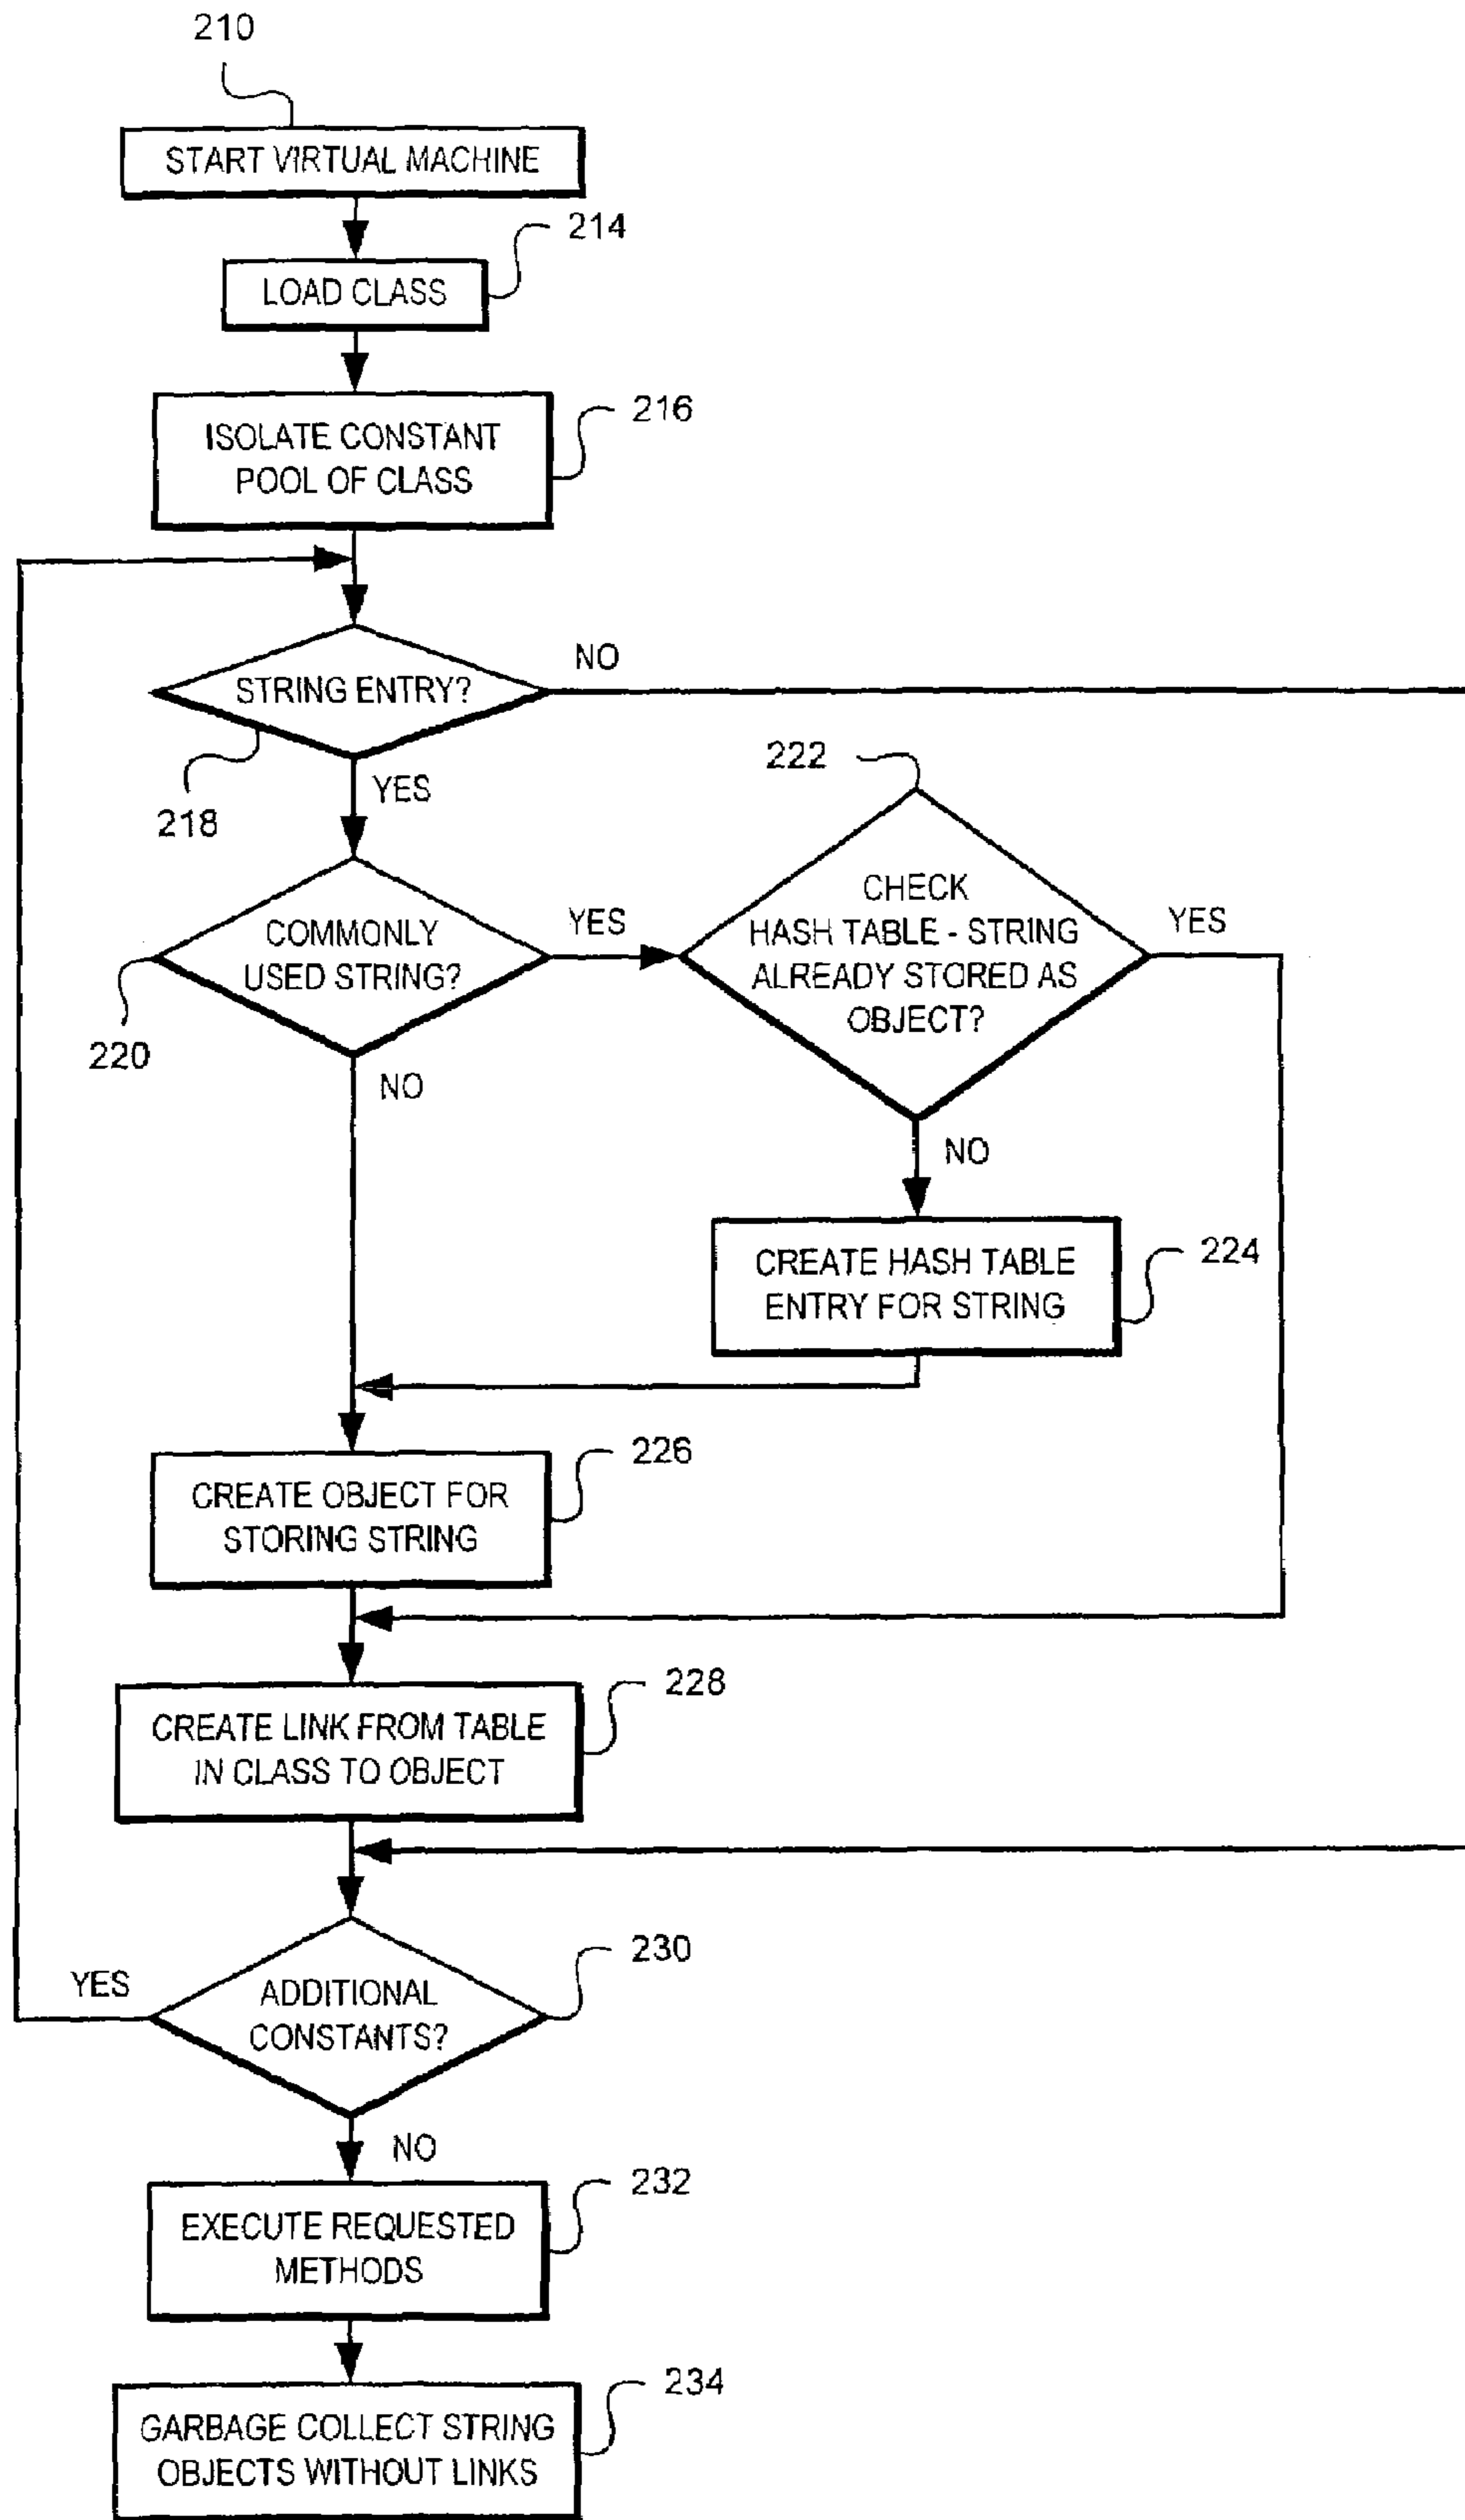 210
START VIRTUAL MACHINE
214
LOAD CLASS
216
ISOLATE CONSTANT
POOL OF CLASS
NO
STRING ENTRY?
218
YES
222
CHECK
HASH TABLE - STRING
ALREADY STORED AS
OBJECT?
YES
YES
COMMONLY
USED STRING?
220
NO
NO
224
CREATE HASH TABLE
ENTRY FOR STRING
226
CREATE OBJECT FOR
STORING STRING
228
CREATE LINK FROM TABLE
IN CLASS TO OBJECT
230
YES
ADDITIONAL
CONSTANTS?
NO
232
EXECUTE REQUESTED
METHODS
234
GARBAGE COLLECT STRING
OBJECTS WITHOUT LINKS